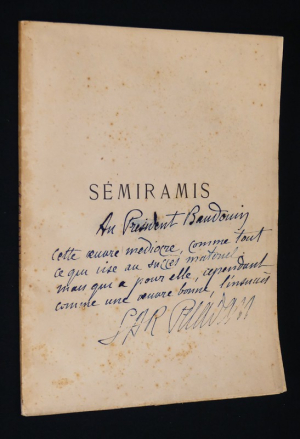 SÉMIRAMIS
Au Président Baudouin
Cette œuvre médiocre, comme tout
ce qui vise au succès matériel
mais qui a pour elle, cependant
comme une œuvre bonne, l'insuccès
SAR Péladan